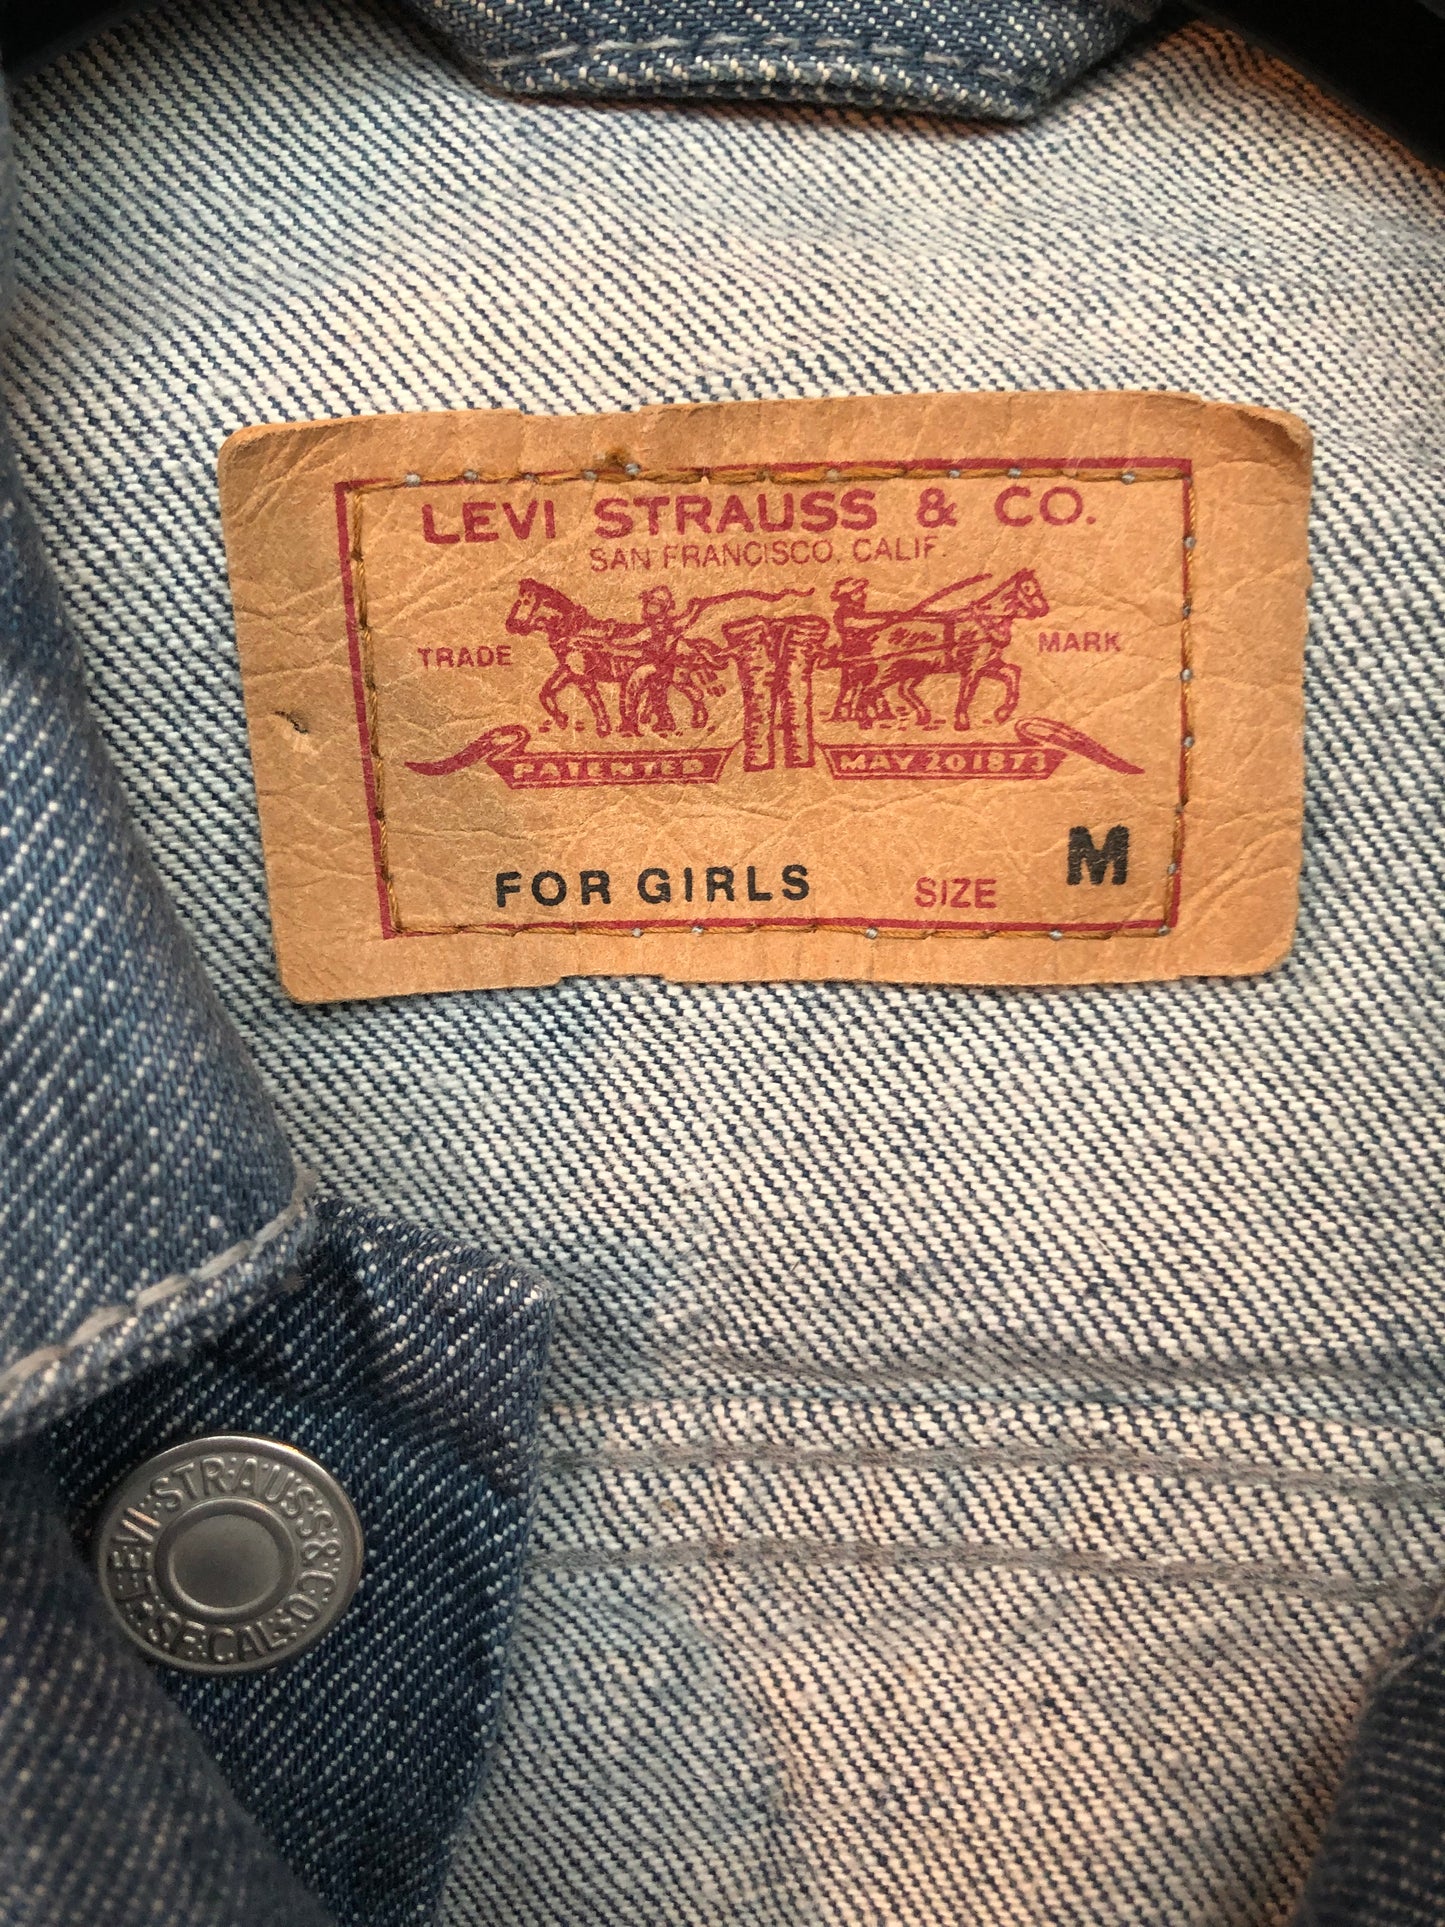 LEVI STRAUSS & CO.
SAN FRANCISCO, CALIF.
TRADE MARK
PATENTED MAY 20 1873
FOR GIRLS SIZE M
LEVI STRAUSS & CO
S.F. CAL